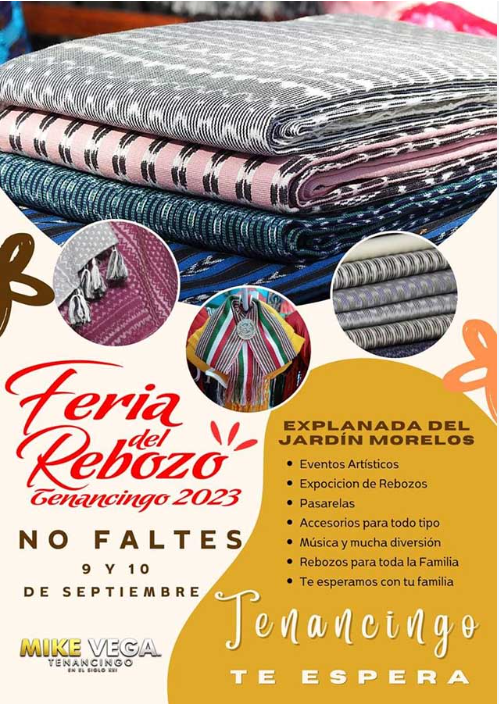 Feria
del
Rebozo
Tenancingo 2023
NO FALTES
9 Y 10
DE SEPTIEMBRE
MIKE VEGA
TENANCINGO
EN EL SIGLO XXI
EXPLANADA DEL
JARDÍN MORELOS
• Eventos Artísticos
• Expocicion de Rebozos
• Pasarelas
• Accesorios para todo tipo
• Música y mucha diversión
• Rebozos para toda la Familia
• Te esperamos con tu familia
Tenancingo
TE ESPERA